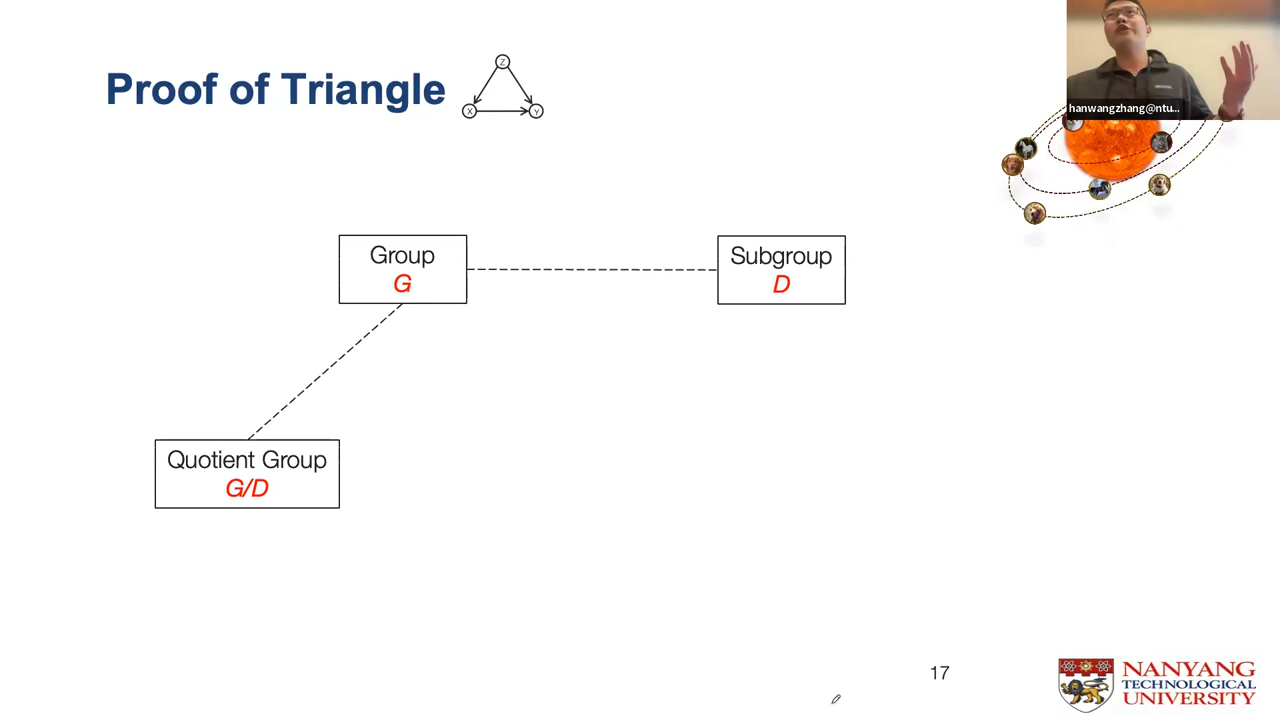 Proof of Triangle
Z
X
Y
hanwangzhang@ntu...
Group
G
Subgroup
D
Quotient Group
G/D
17
NANYANG
TECHNOLOGICAL
UNIVERSITY